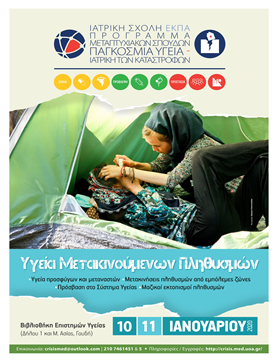 ΙΑΤΡΙΚΗ ΣΧΟΛΗ ΕΚΠΑ
ΠΡΟΓΡΑΜΜΑ
ΜΕΤΑΠΤΥΧΙΑΚΩΝ ΣΠΟΥΔΩΝ
ΠΑΓΚΟΣΜΙΑ ΥΓΕΙΑ -
ΙΑΤΡΙΚΗ ΤΩΝ ΚΑΤΑΣΤΡΟΦΩΝ
Υγεία Μετακινούμενων Πληθυσμών
•Υγεία προσφύγων και μεταναστών •Μετακινήσεις πληθυσμών από εμπόλεμες ζώνες
•Πρόσβαση στο Σύστημα Υγείας •Μαζικοί εκτοπισμοί πληθυσμών
Βιβλιοθήκη Επιστημών Υγείας
(Δήλου 1 και Μ. Ασίας, Γουδή)
10 11 ΙΑΝΟΥΑΡΙΟΥ 2020
Επικοινωνία: crisismed@outlook.com | 210 7461451 & 5 • Πληροφορίες / Εγγραφές: http://crisis.med.uoa.gr/